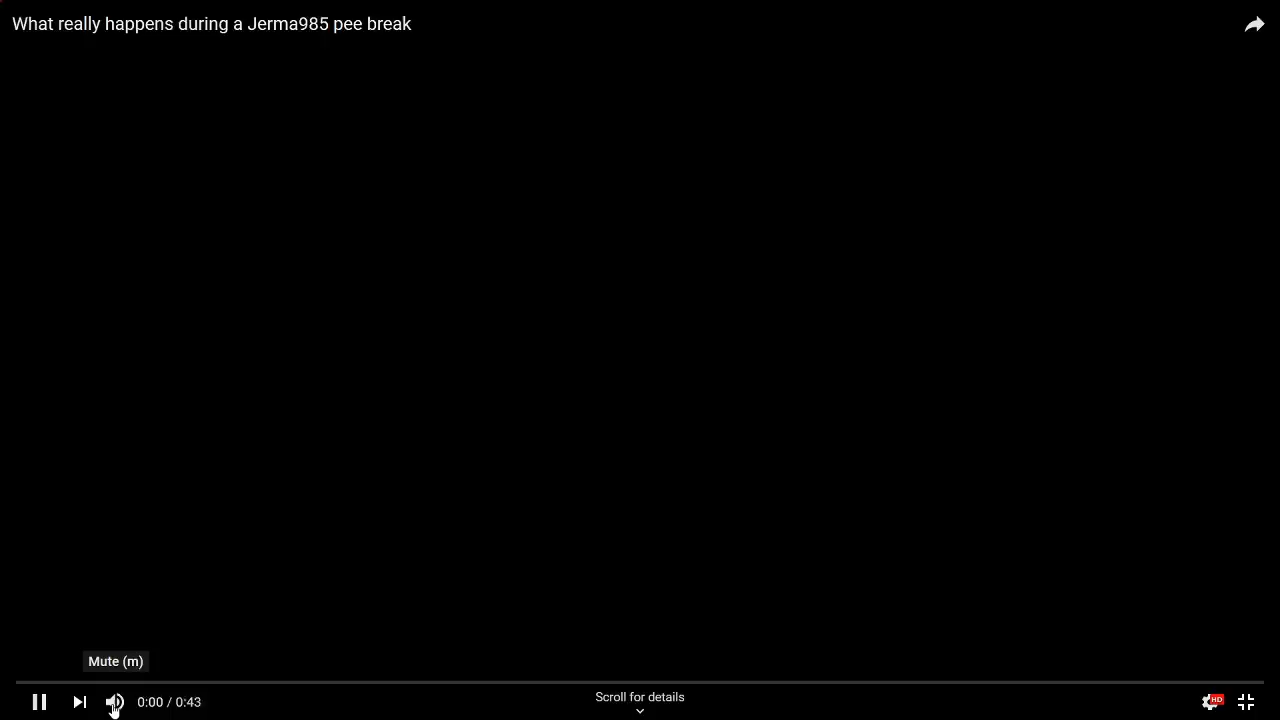 What really happens during a Jerma985 pee break
Mute (m)
0:00 / 0:43
Scroll for details
HD